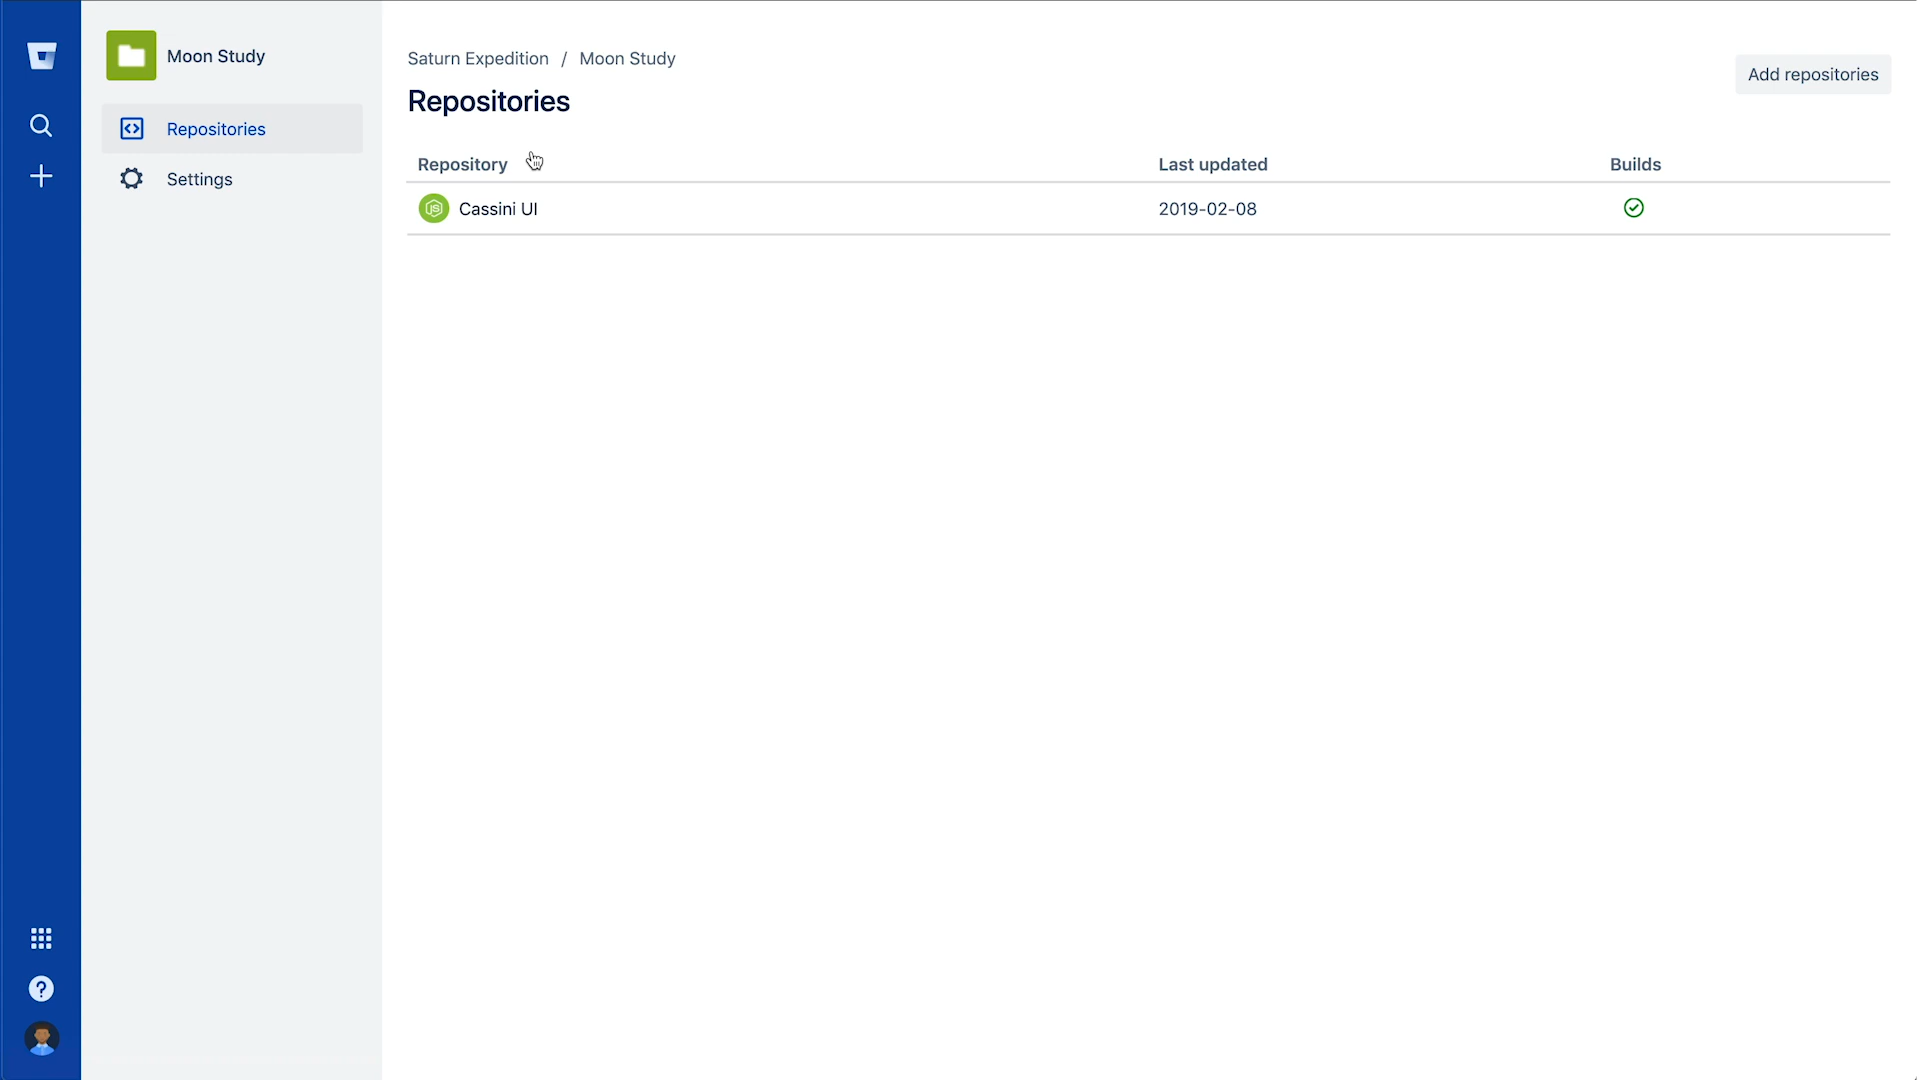 Moon Study
Repositories
Settings
Saturn Expedition / Moon Study
Repositories
Add repositories
Repository Last updated Builds
JS Cassini UI 2019-02-08
?